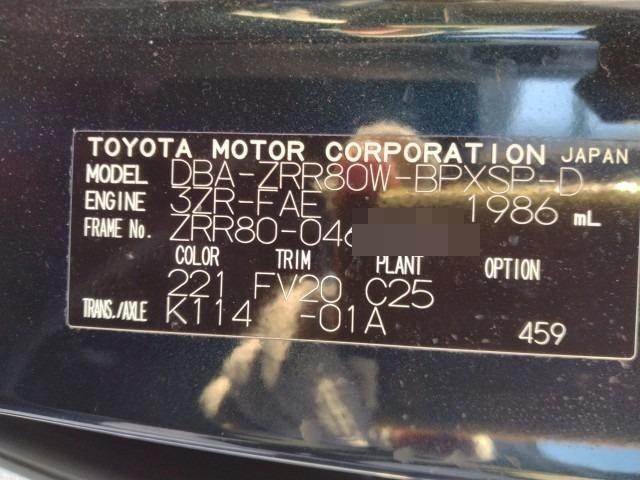 TOYOTA MOTOR CORPORATION JAPAN
MODEL DBA-ZRR80W-BPXSP-D
ENGINE 3ZR-FAE 1986 mL
FRAME No. ZRR80-046
COLOR TRIM PLANT OPTION
221 FV20 C25
TRANS./AXLE K114 -01A
459